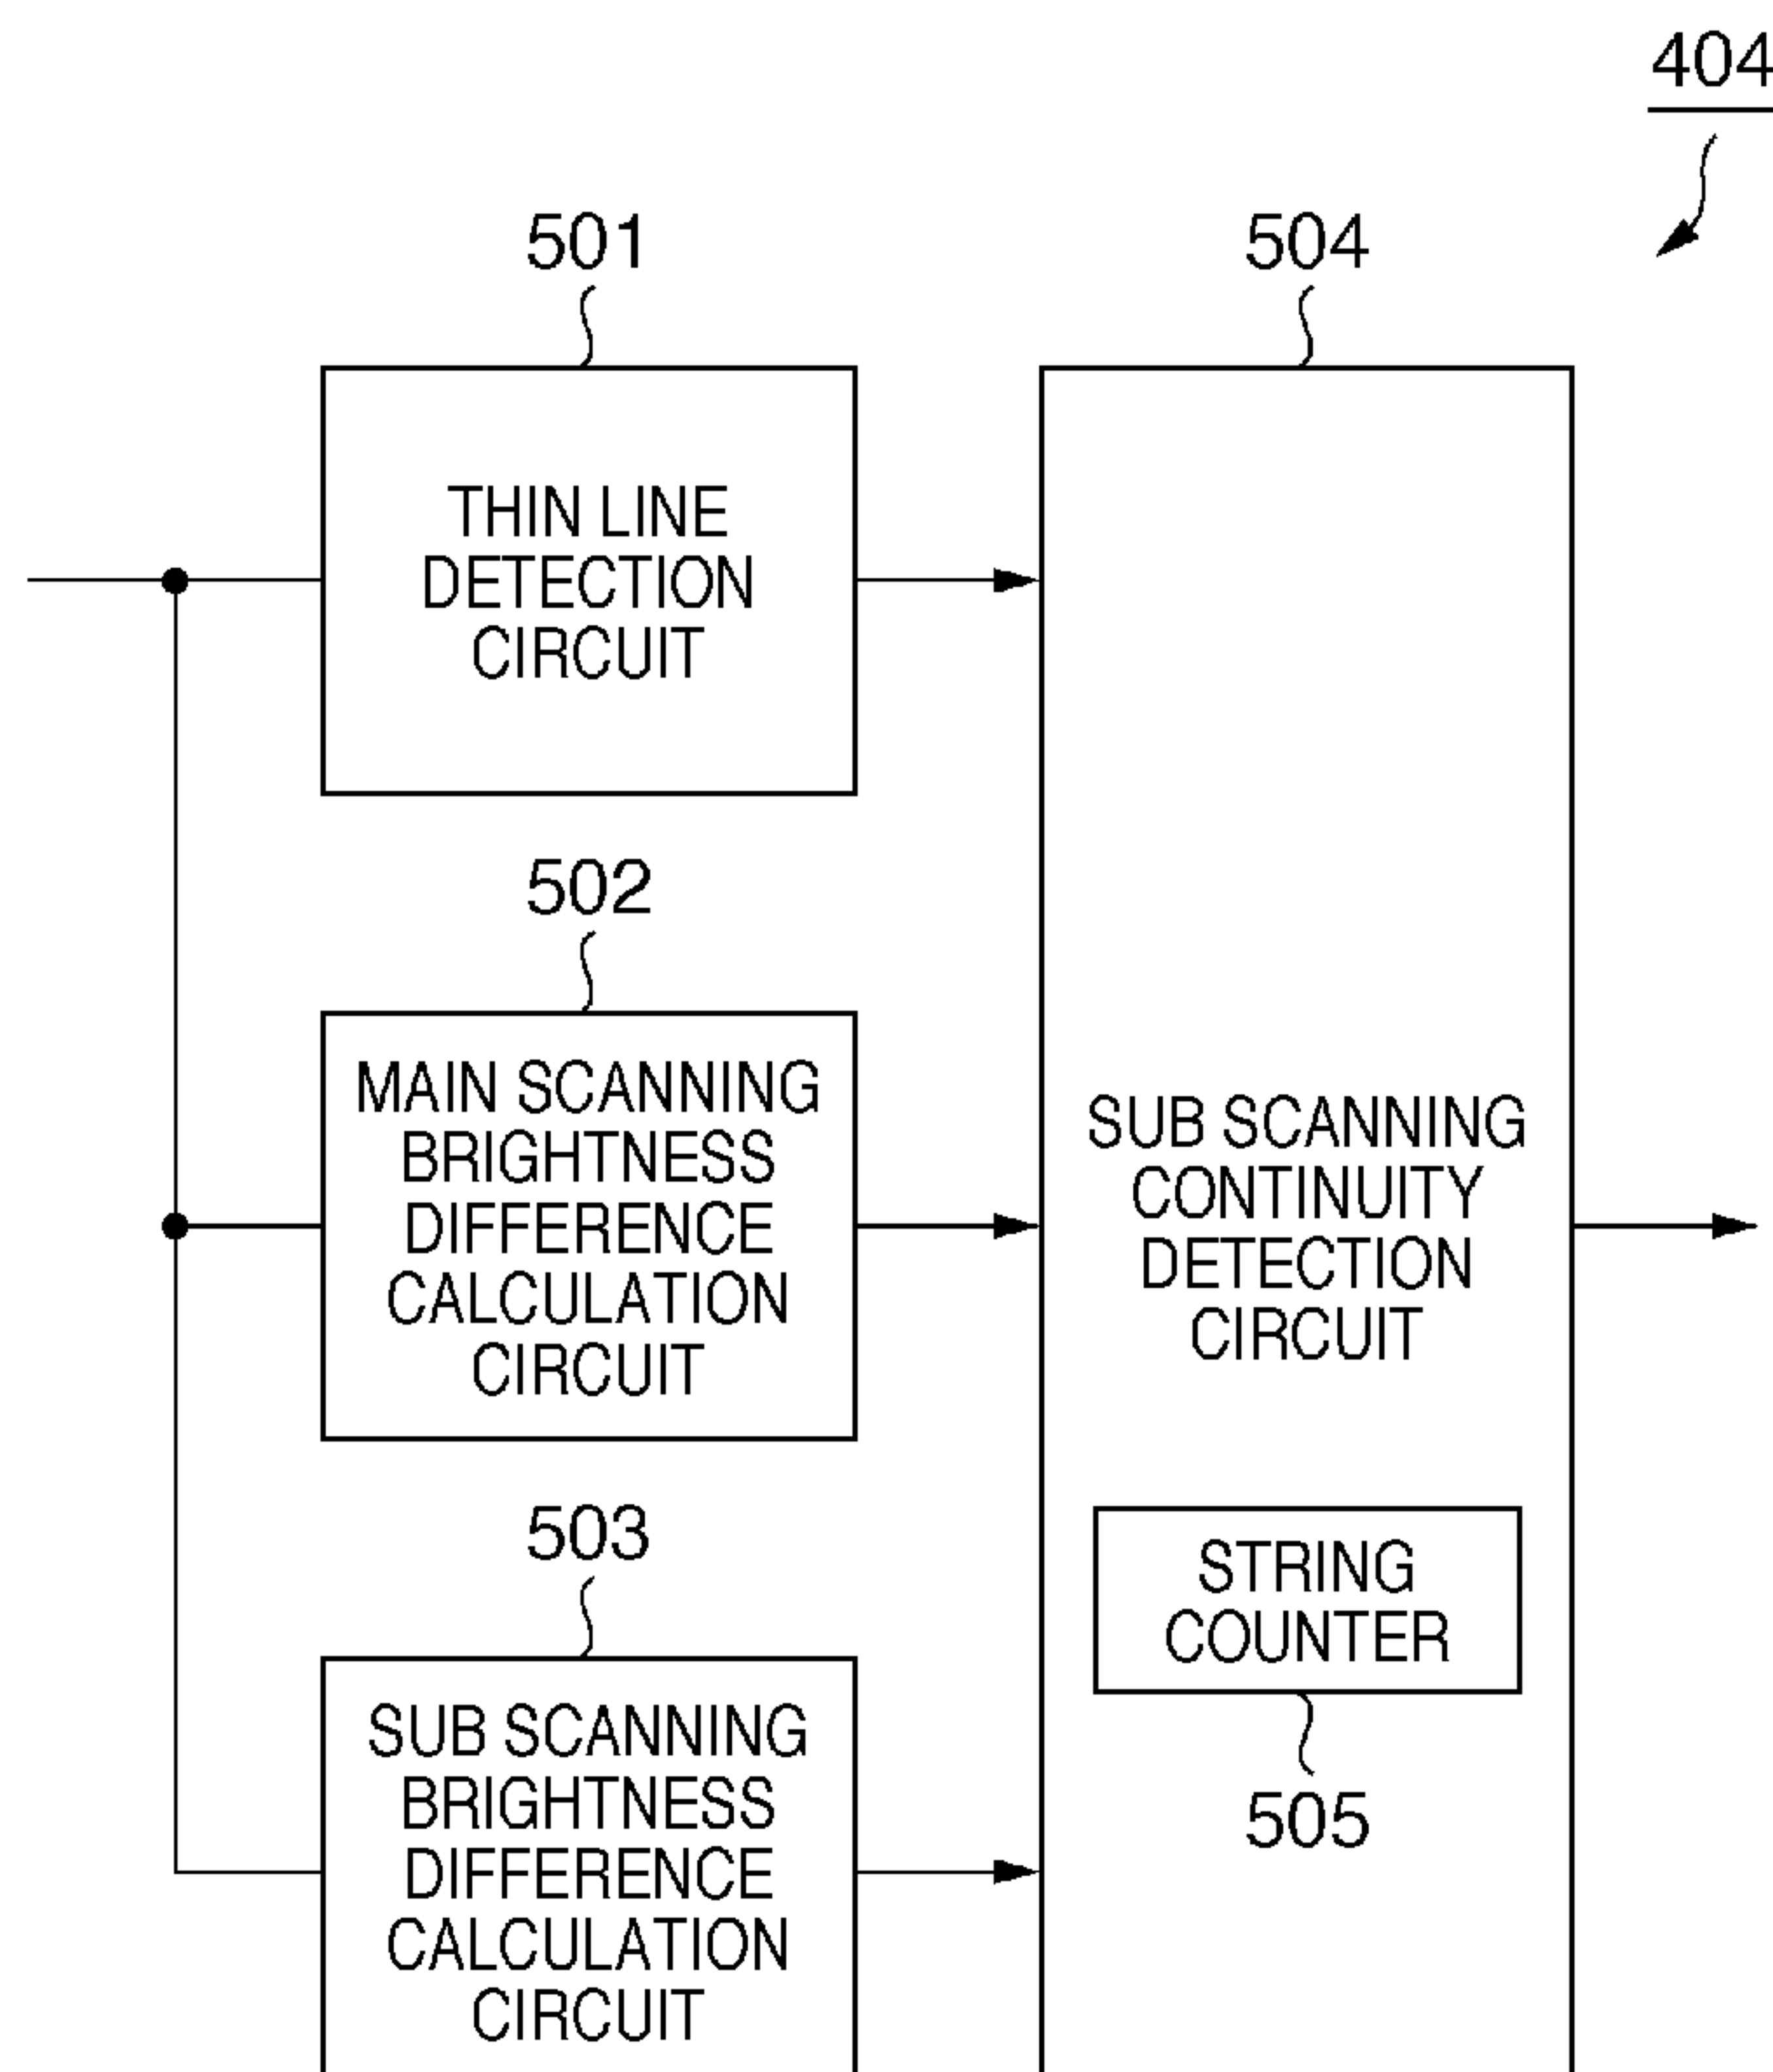 404
501
THIN LINE
DETECTION
CIRCUIT
502
MAIN SCANNING
BRIGHTNESS
DIFFERENCE
CALCULATION
CIRCUIT
503
SUB SCANNING
BRIGHTNESS
DIFFERENCE
CALCULATION
CIRCUIT
504
SUB SCANNING
CONTINUITY
DETECTION
CIRCUIT
STRING
COUNTER
505